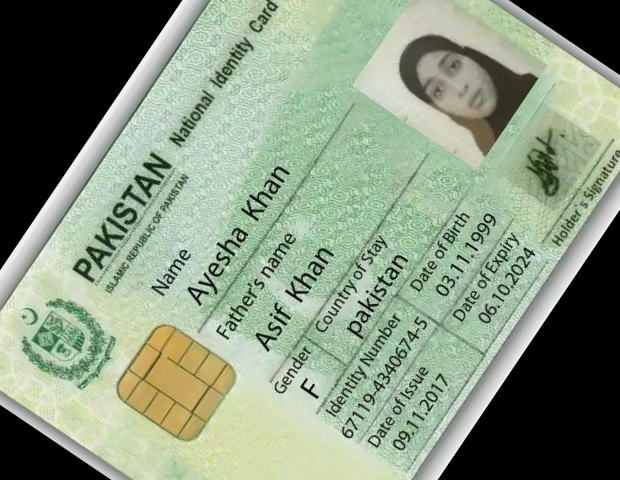 PAKISTAN National Identity Card
ISLAMIC REPUBLIC OF PAKISTAN
Name
Ayesha Khan
Father's name
Asif Khan
Gender
F
Country of Stay
pakistan
Identity Number
67119-4340674-5
Date of Birth
03.11.1999
Date of Issue
09.11.2017
Date of Expiry
06.10.2024
Holder's Signature